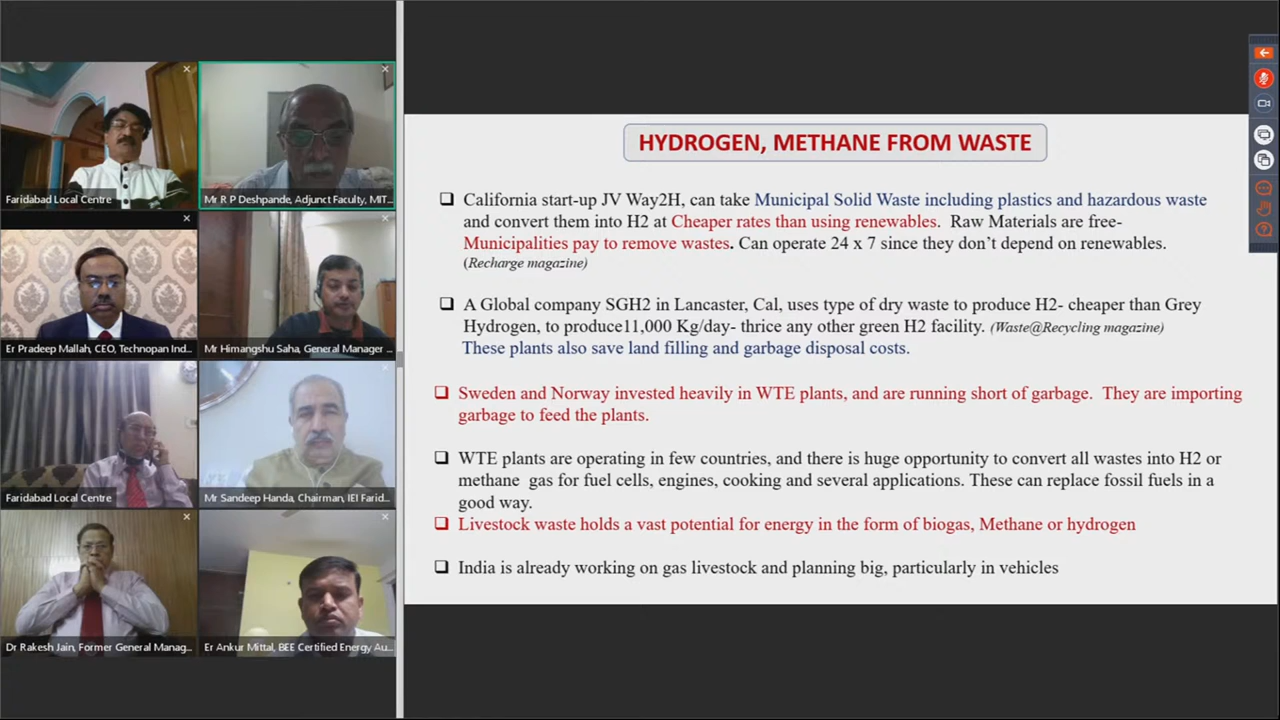 Faridabad Local Centre
Mr R P Deshpande, Adjunct Faculty, MIT...
Er Pradeep Mallah, CEO, Technopan Ind...
Mr Himangshu Saha, General Manager ...
Faridabad Local Centre
Mr Sandeep Handa, Chairman, IEI Farid...
Dr Rakesh Jain, Former General Manag...
Er Ankur Mittal, BEE Certified Energy Au...
HYDROGEN, METHANE FROM WASTE
California start-up JV Way2H, can take Municipal Solid Waste including plastics and hazardous waste
and convert them into H2 at Cheaper rates than using renewables. Raw Materials are free-
Municipalities pay to remove wastes. Can operate 24 x 7 since they don’t depend on renewables.
(Recharge magazine)
A Global company SGH2 in Lancaster, Cal, uses type of dry waste to produce H2- cheaper than Grey
Hydrogen, to produce11,000 Kg/day- thrice any other green H2 facility. (Waste@Recycling magazine)
These plants also save land filling and garbage disposal costs.
Sweden and Norway invested heavily in WTE plants, and are running short of garbage. They are importing
garbage to feed the plants.
WTE plants are operating in few countries, and there is huge opportunity to convert all wastes into H2 or
methane gas for fuel cells, engines, cooking and several applications. These can replace fossil fuels in a
good way.
Livestock waste holds a vast potential for energy in the form of biogas, Methane or hydrogen
India is already working on gas livestock and planning big, particularly in vehicles